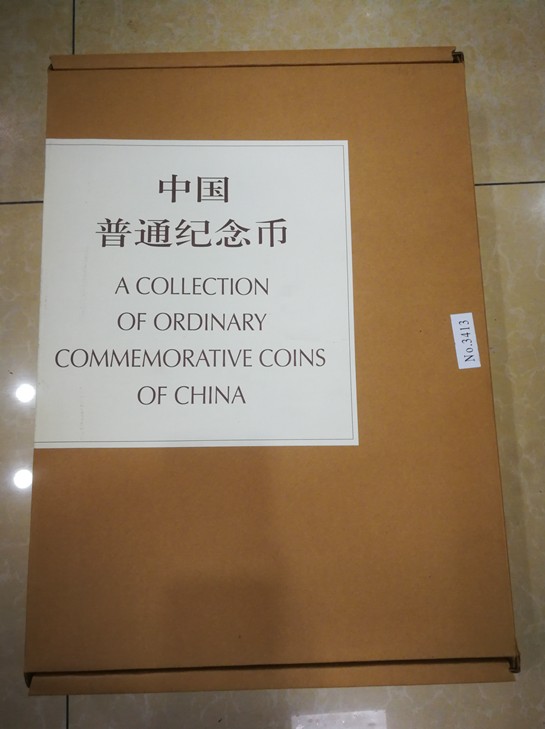 中国
普通纪念币
A COLLECTION
OF ORDINARY
COMMEMORATIVE COINS
OF CHINA
No.3413